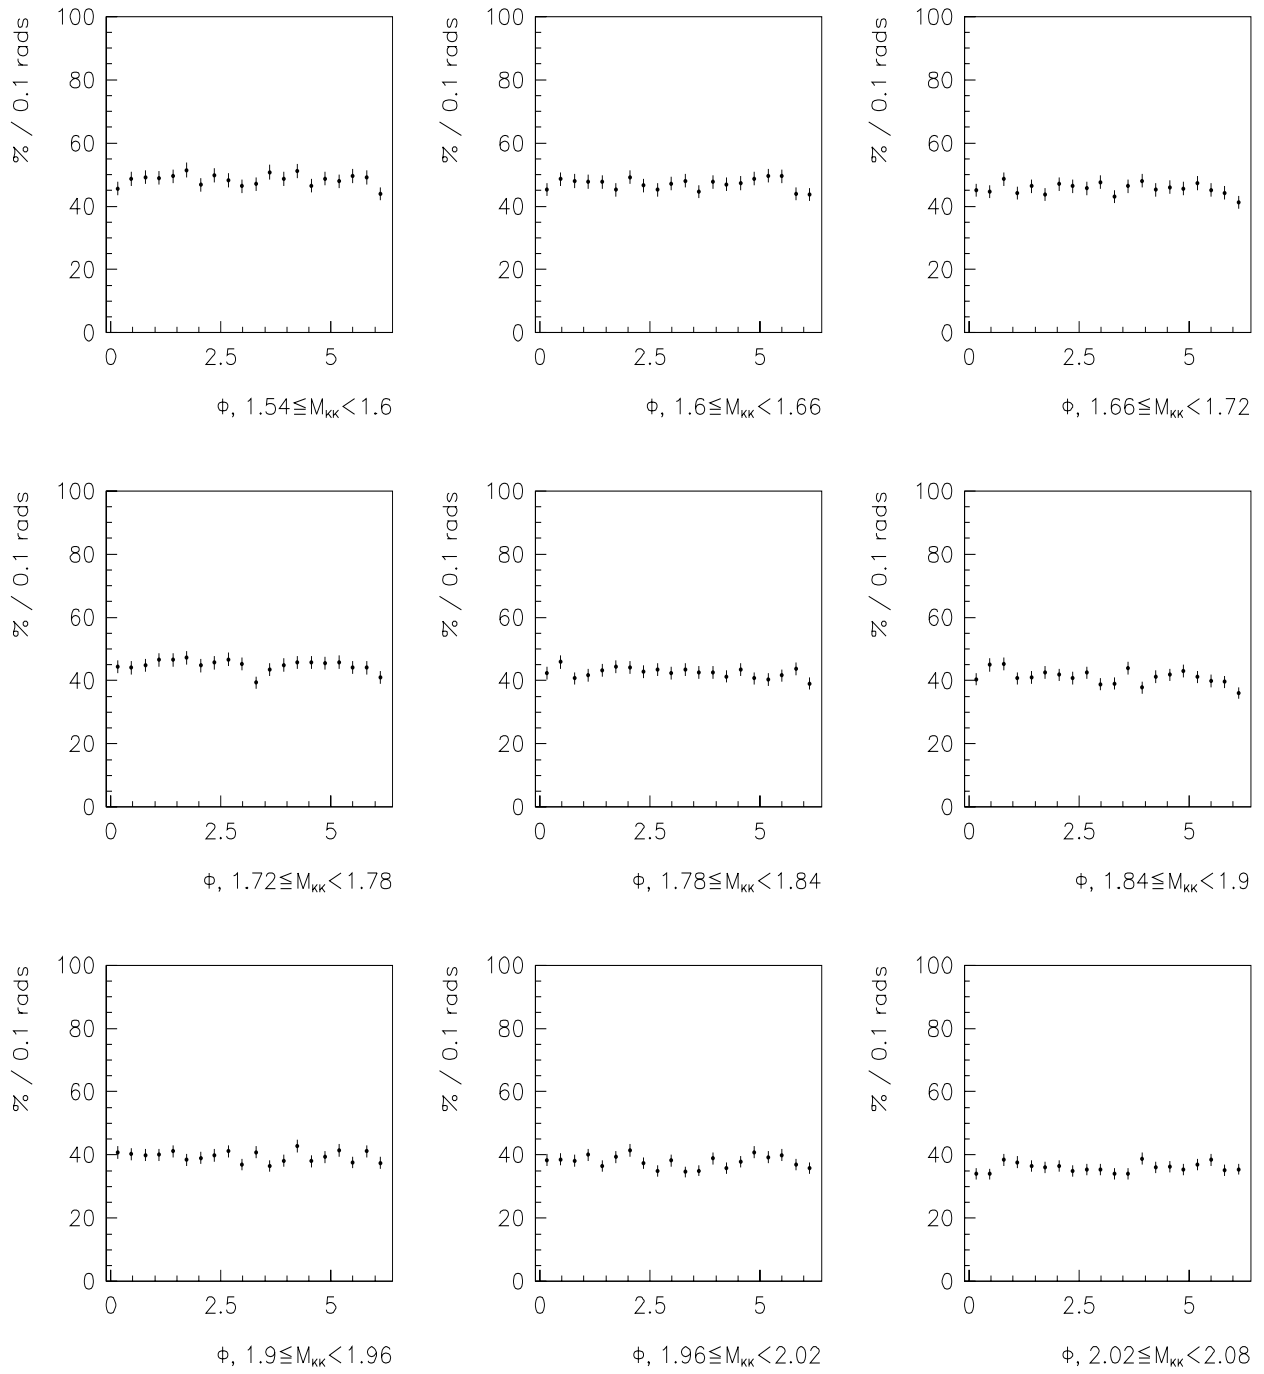 % / 0.1 rads
100
80
60
40
20
0
0 2.5 5
Φ, 1.54≦M_KK<1.6
% / 0.1 rads
100
80
60
40
20
0
0 2.5 5
Φ, 1.6≦M_KK<1.66
% / 0.1 rads
100
80
60
40
20
0
0 2.5 5
Φ, 1.66≦M_KK<1.72
% / 0.1 rads
100
80
60
40
20
0
0 2.5 5
Φ, 1.72≦M_KK<1.78
% / 0.1 rads
100
80
60
40
20
0
0 2.5 5
Φ, 1.78≦M_KK<1.84
% / 0.1 rads
100
80
60
40
20
0
0 2.5 5
Φ, 1.84≦M_KK<1.9
% / 0.1 rads
100
80
60
40
20
0
0 2.5 5
Φ, 1.9≦M_KK<1.96
% / 0.1 rads
100
80
60
40
20
0
0 2.5 5
Φ, 1.96≦M_KK<2.02
% / 0.1 rads
100
80
60
40
20
0
0 2.5 5
Φ, 2.02≦M_KK<2.08